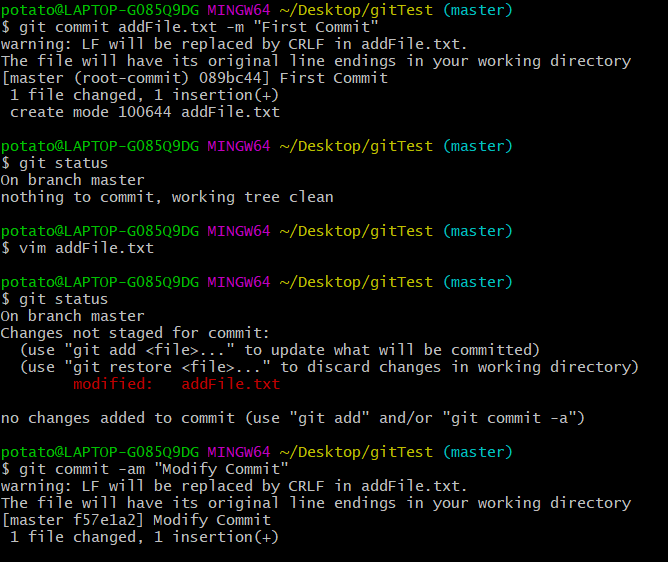 potato@LAPTOP-G085Q9DG MINGW64 ~/Desktop/gitTest (master)
$ git commit addFile.txt -m "First Commit"
warning: LF will be replaced by CRLF in addFile.txt.
The file will have its original line endings in your working directory
[master (root-commit) 089bc44] First Commit
 1 file changed, 1 insertion(+)
 create mode 100644 addFile.txt

potato@LAPTOP-G085Q9DG MINGW64 ~/Desktop/gitTest (master)
$ git status
On branch master
nothing to commit, working tree clean

potato@LAPTOP-G085Q9DG MINGW64 ~/Desktop/gitTest (master)
$ vim addFile.txt

potato@LAPTOP-G085Q9DG MINGW64 ~/Desktop/gitTest (master)
$ git status
On branch master
Changes not staged for commit:
  (use "git add <file>..." to update what will be committed)
  (use "git restore <file>..." to discard changes in working directory)
        modified:   addFile.txt

no changes added to commit (use "git add" and/or "git commit -a")

potato@LAPTOP-G085Q9DG MINGW64 ~/Desktop/gitTest (master)
$ git commit -am "Modify Commit"
warning: LF will be replaced by CRLF in addFile.txt.
The file will have its original line endings in your working directory
[master f57e1a2] Modify Commit
 1 file changed, 1 insertion(+)